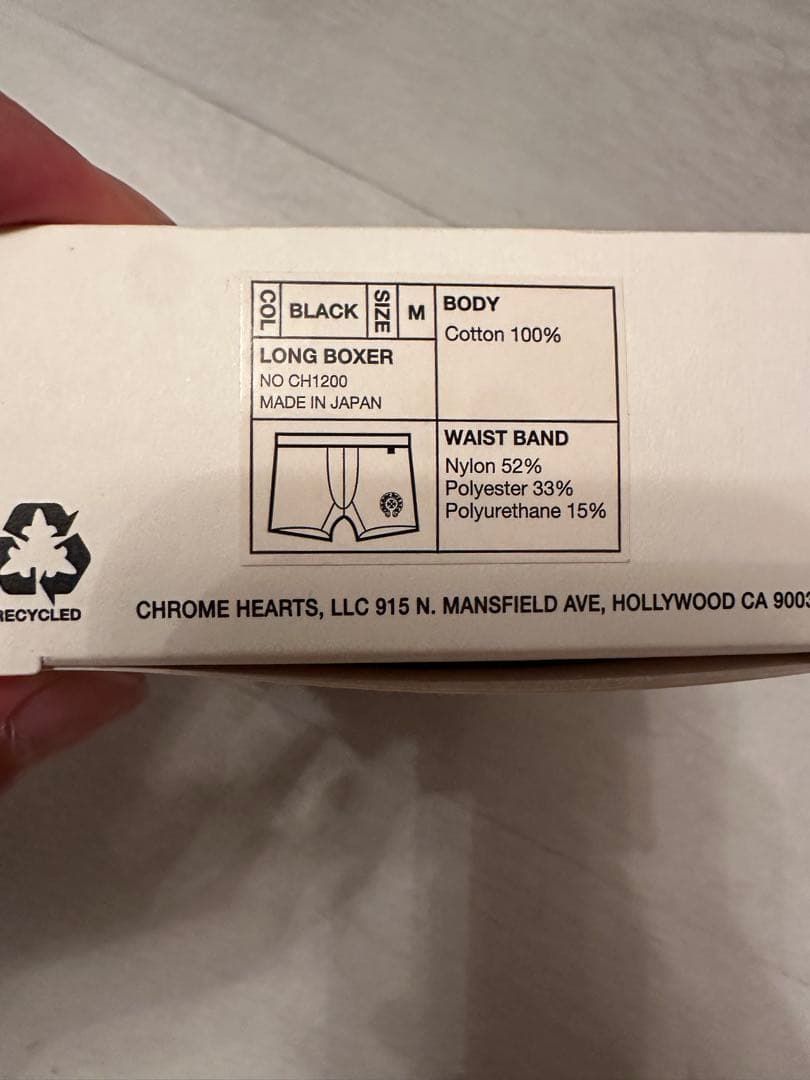 COL BLACK SIZE M
LONG BOXER
NO CH1200
MADE IN JAPAN
BODY
Cotton 100%
WAIST BAND
Nylon 52%
Polyester 33%
Polyurethane 15%
RECYCLED
CHROME HEARTS, LLC 915 N. MANSFIELD AVE, HOLLYWOOD CA